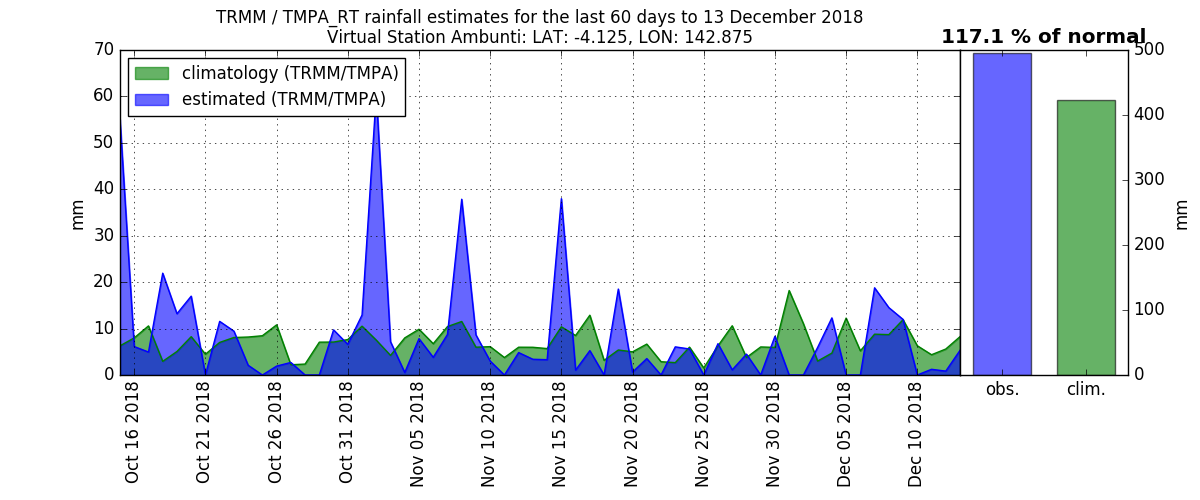 TRMM / TMPA_RT rainfall estimates for the last 60 days to 13 December 2018
Virtual Station Ambunti: LAT: -4.125, LON: 142.875
117.1 % of normal
climatology (TRMM/TMPA)
estimated (TRMM/TMPA)
70
60
50
40
30
20
10
0
mm
Oct 16 2018
Oct 21 2018
Oct 26 2018
Oct 31 2018
Nov 05 2018
Nov 10 2018
Nov 15 2018
Nov 20 2018
Nov 25 2018
Nov 30 2018
Dec 05 2018
Dec 10 2018
obs.
clim.
500
400
300
200
100
0
mm